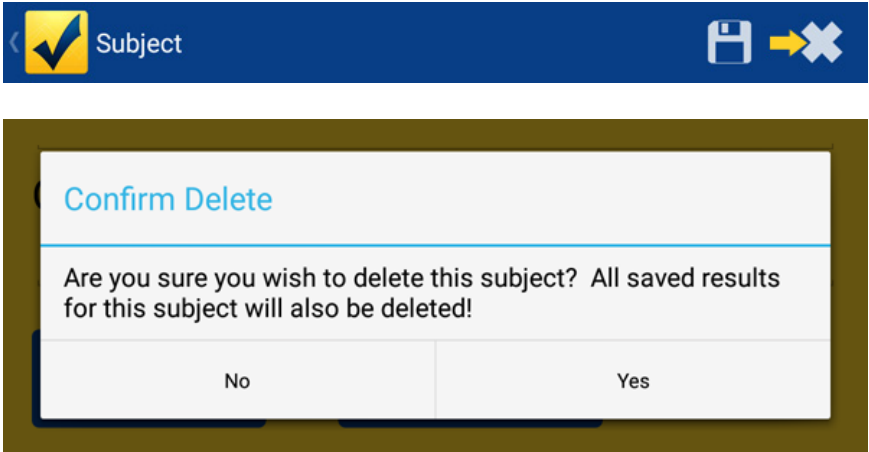 Subject
Confirm Delete
Are you sure you wish to delete this subject?  All saved results
for this subject will also be deleted!
No
Yes